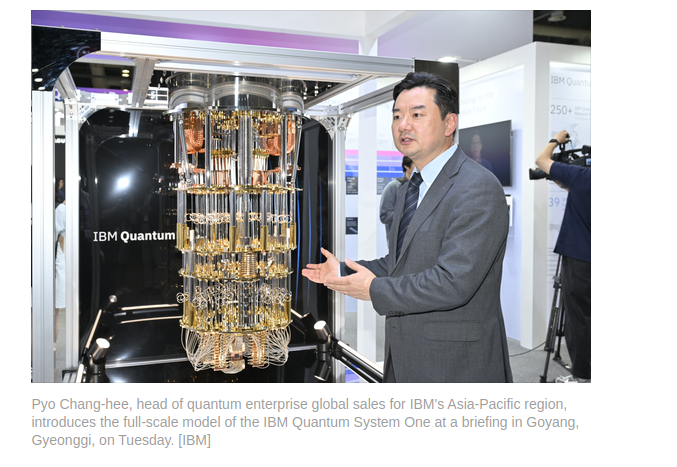 IBM Quantum
IBM Quantum
250+
39
Pyo Chang-hee, head of quantum enterprise global sales for IBM's Asia-Pacific region,
introduces the full-scale model of the IBM Quantum System One at a briefing in Goyang,
Gyeonggi, on Tuesday. [IBM]